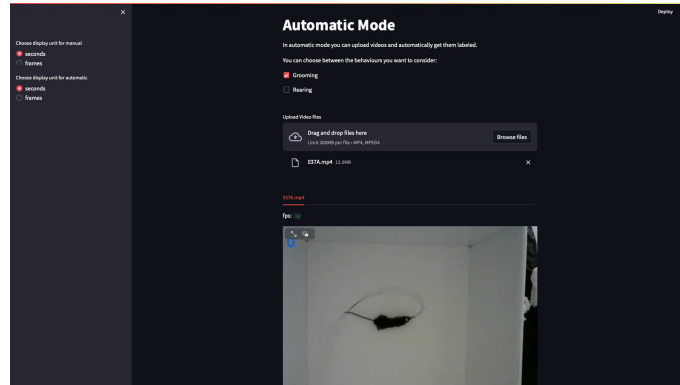 Deploy
Choose display unit for manual
seconds
frames
Choose display unit for automatic
seconds
frames
Automatic Mode
In automatic mode you can upload videos and automatically get them labeled.
You can choose between the behaviours you want to consider:
Grooming
Rearing
Upload Video files
Drag and drop files here
Limit 200MB per file • MP4, MPEG4
Browse files
037A.mp4 12.0MB
037A.mp4
fps: